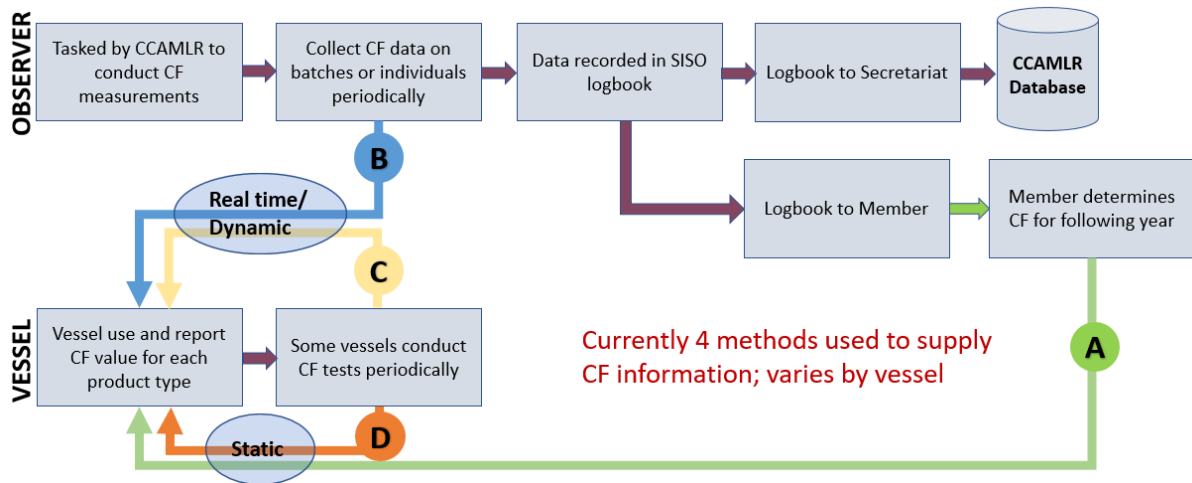 OBSERVER
Tasked by CCAMLR to
conduct CF
measurements
Collect CF data on
batches or individuals
periodically
Data recorded in SISO
logbook
Logbook to Secretariat
CCAMLR
Database
B
Real time/
Dynamic
C
Logbook to Member
Member determines
CF for following year
VESSEL
Vessel use and report
CF value for each
product type
Some vessels conduct
CF tests periodically
Currently 4 methods used to supply
CF information; varies by vessel
A
D
Static